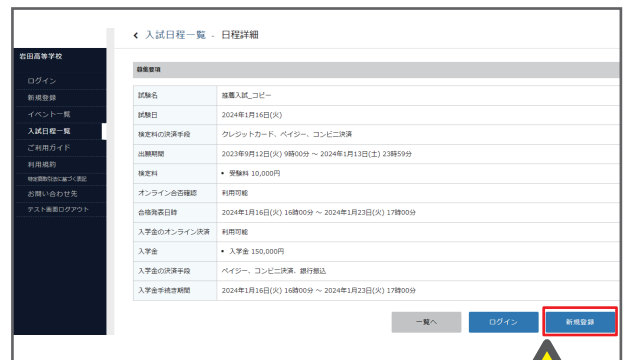 ‹ 入試日程一覧 - 日程詳細
岩田高等学校
ログイン
新規登録
イベント一覧
入試日程一覧
ご利用ガイド
利用規約
特定商取引法に基づく表記
お問い合わせ先
テスト画面ログアウト
募集要項
試験名 推薦入試_コピー
試験日 2024年1月16日(火)
検定料の決済手段 クレジットカード、ペイジー、コンビニ決済
出願期間 2023年9月12日(火) 9時00分 ～ 2024年1月13日(土) 23時59分
検定料 • 受験料 10,000円
オンライン合否確認 利用可能
合格発表日時 2024年1月16日(火) 16時00分 ～ 2024年1月23日(火) 17時00分
入学金のオンライン決済 利用可能
入学金 • 入学金 150,000円
入学金の決済手段 ペイジー、コンビニ決済、銀行振込
入学金手続き期間 2024年1月16日(火) 16時00分 ～ 2024年1月23日(火) 17時00分
一覧へ ログイン 新規登録